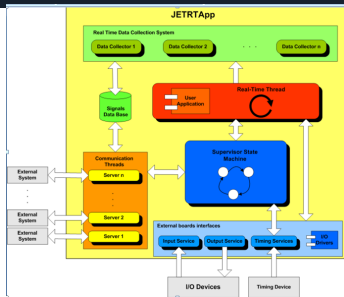 JETRTApp
Real Time Data Collection System
Data Collector 1
Data Collector 2
. . .
Data Collector n
Real-Time Thread
User
Application
Signals
Data Base
Communication
Threads
Server n
Server 2
Server 1
External
System
External
System
External
System
Supervisor State
Machine
External boards interfaces
Input Service
Output Service
Timing Services
I/O
Drivers
I/O Devices
Timing Device